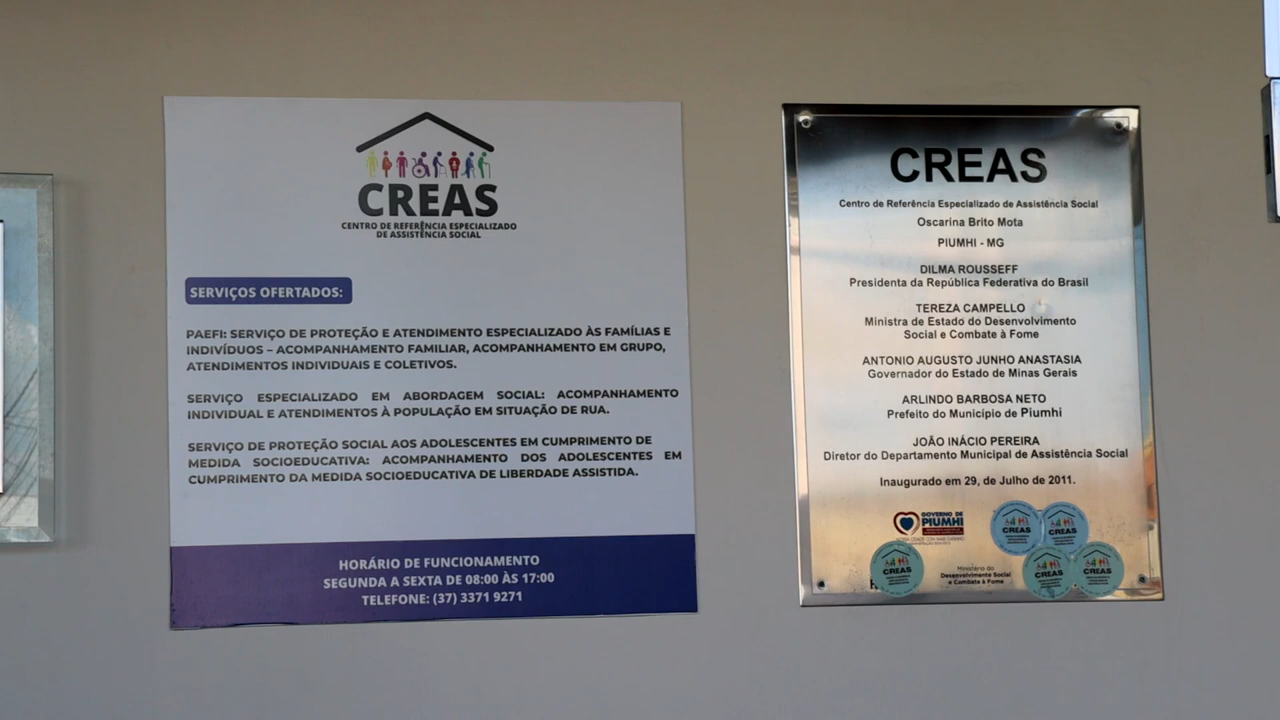 CREAS
CENTRO DE REFERÊNCIA ESPECIALIZADO
DE ASSISTÊNCIA SOCIAL
SERVIÇOS OFERTADOS:
PAEFI: SERVIÇO DE PROTEÇÃO E ATENDIMENTO ESPECIALIZADO ÀS FAMÍLIAS E
INDIVÍDUOS – ACOMPANHAMENTO FAMILIAR, ACOMPANHAMENTO EM GRUPO,
ATENDIMENTOS INDIVIDUAIS E COLETIVOS.
SERVIÇO ESPECIALIZADO EM ABORDAGEM SOCIAL: ACOMPANHAMENTO
INDIVIDUAL E ATENDIMENTOS À POPULAÇÃO EM SITUAÇÃO DE RUA.
SERVIÇO DE PROTEÇÃO SOCIAL AOS ADOLESCENTES EM CUMPRIMENTO DE
MEDIDA SOCIOEDUCATIVA: ACOMPANHAMENTO DOS ADOLESCENTES EM
CUMPRIMENTO DA MEDIDA SOCIOEDUCATIVA DE LIBERDADE ASSISTIDA.
HORÁRIO DE FUNCIONAMENTO
SEGUNDA A SEXTA DE 08:00 ÀS 17:00
TELEFONE: (37) 3371 9271
CREAS
Centro de Referência Especializado de Assistência Social
Oscarina Brito Mota
PIUMHI - MG
DILMA ROUSSEFF
Presidenta da República Federativa do Brasil
TEREZA CAMPELLO
Ministra de Estado do Desenvolvimento
Social e Combate à Fome
ANTONIO AUGUSTO JUNHO ANASTASIA
Governador do Estado de Minas Gerais
ARLINDO BARBOSA NETO
Prefeito do Município de Piumhi
JOÃO INÁCIO PEREIRA
Diretor do Departamento Municipal de Assistência Social
Inaugurado em 29, de Julho de 2011.
GOVERNO DE
PIUMHI
CREAS
CREAS
CREAS
Ministério do
Desenvolvimento Social
e Combate à Fome
CREAS
CREAS